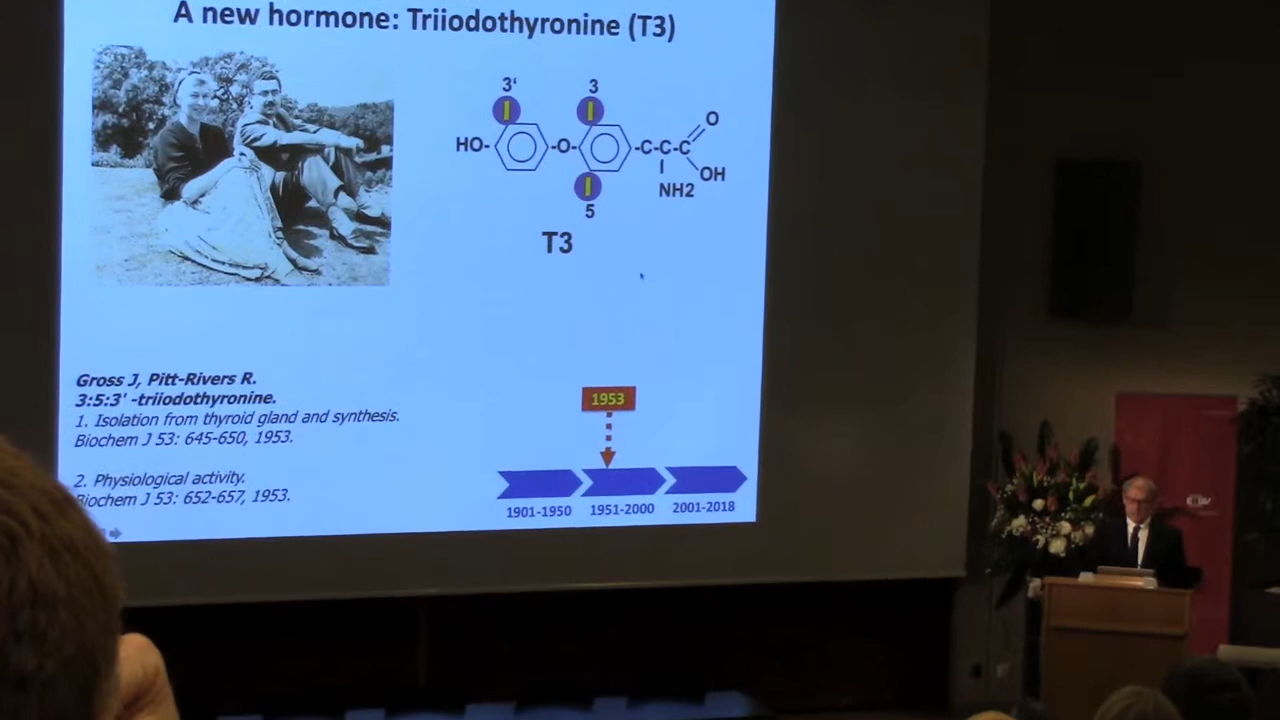 A new hormone: Triiodothyronine (T3)
3'
3
I
I
HO-
-O-
-C-C-C
O
OH
I
NH2
I
5
T3
Gross J, Pitt-Rivers R.
3:5:3' -triiodothyronine.
1. Isolation from thyroid gland and synthesis.
Biochem J 53: 645-650, 1953.
2. Physiological activity.
Biochem J 53: 652-657, 1953.
1953
1901-1950
1951-2000
2001-2018